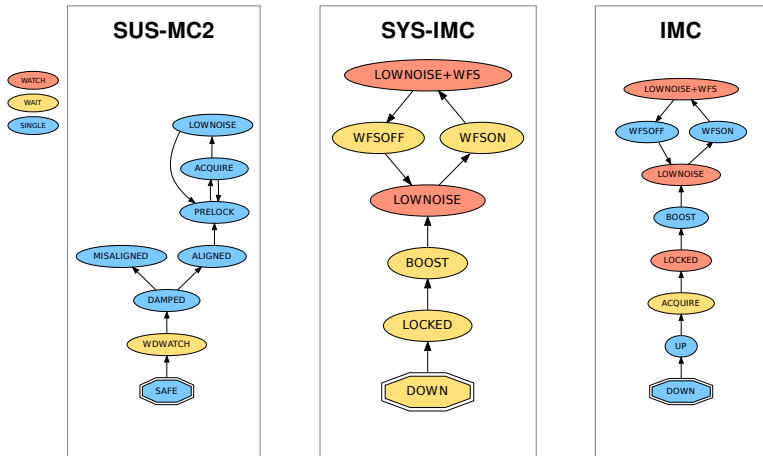 SUS-MC2
SYS-IMC
IMC
WATCH
WAIT
SINGLE
LOWNOISE
ACQUIRE
PRELOCK
MISALIGNED
ALIGNED
DAMPED
WDWATCH
SAFE
LOWNOISE+WFS
WFSOFF
WFSON
LOWNOISE
BOOST
LOCKED
DOWN
LOWNOISE+WFS
WFSOFF
WFSON
LOWNOISE
BOOST
LOCKED
ACQUIRE
UP
DOWN